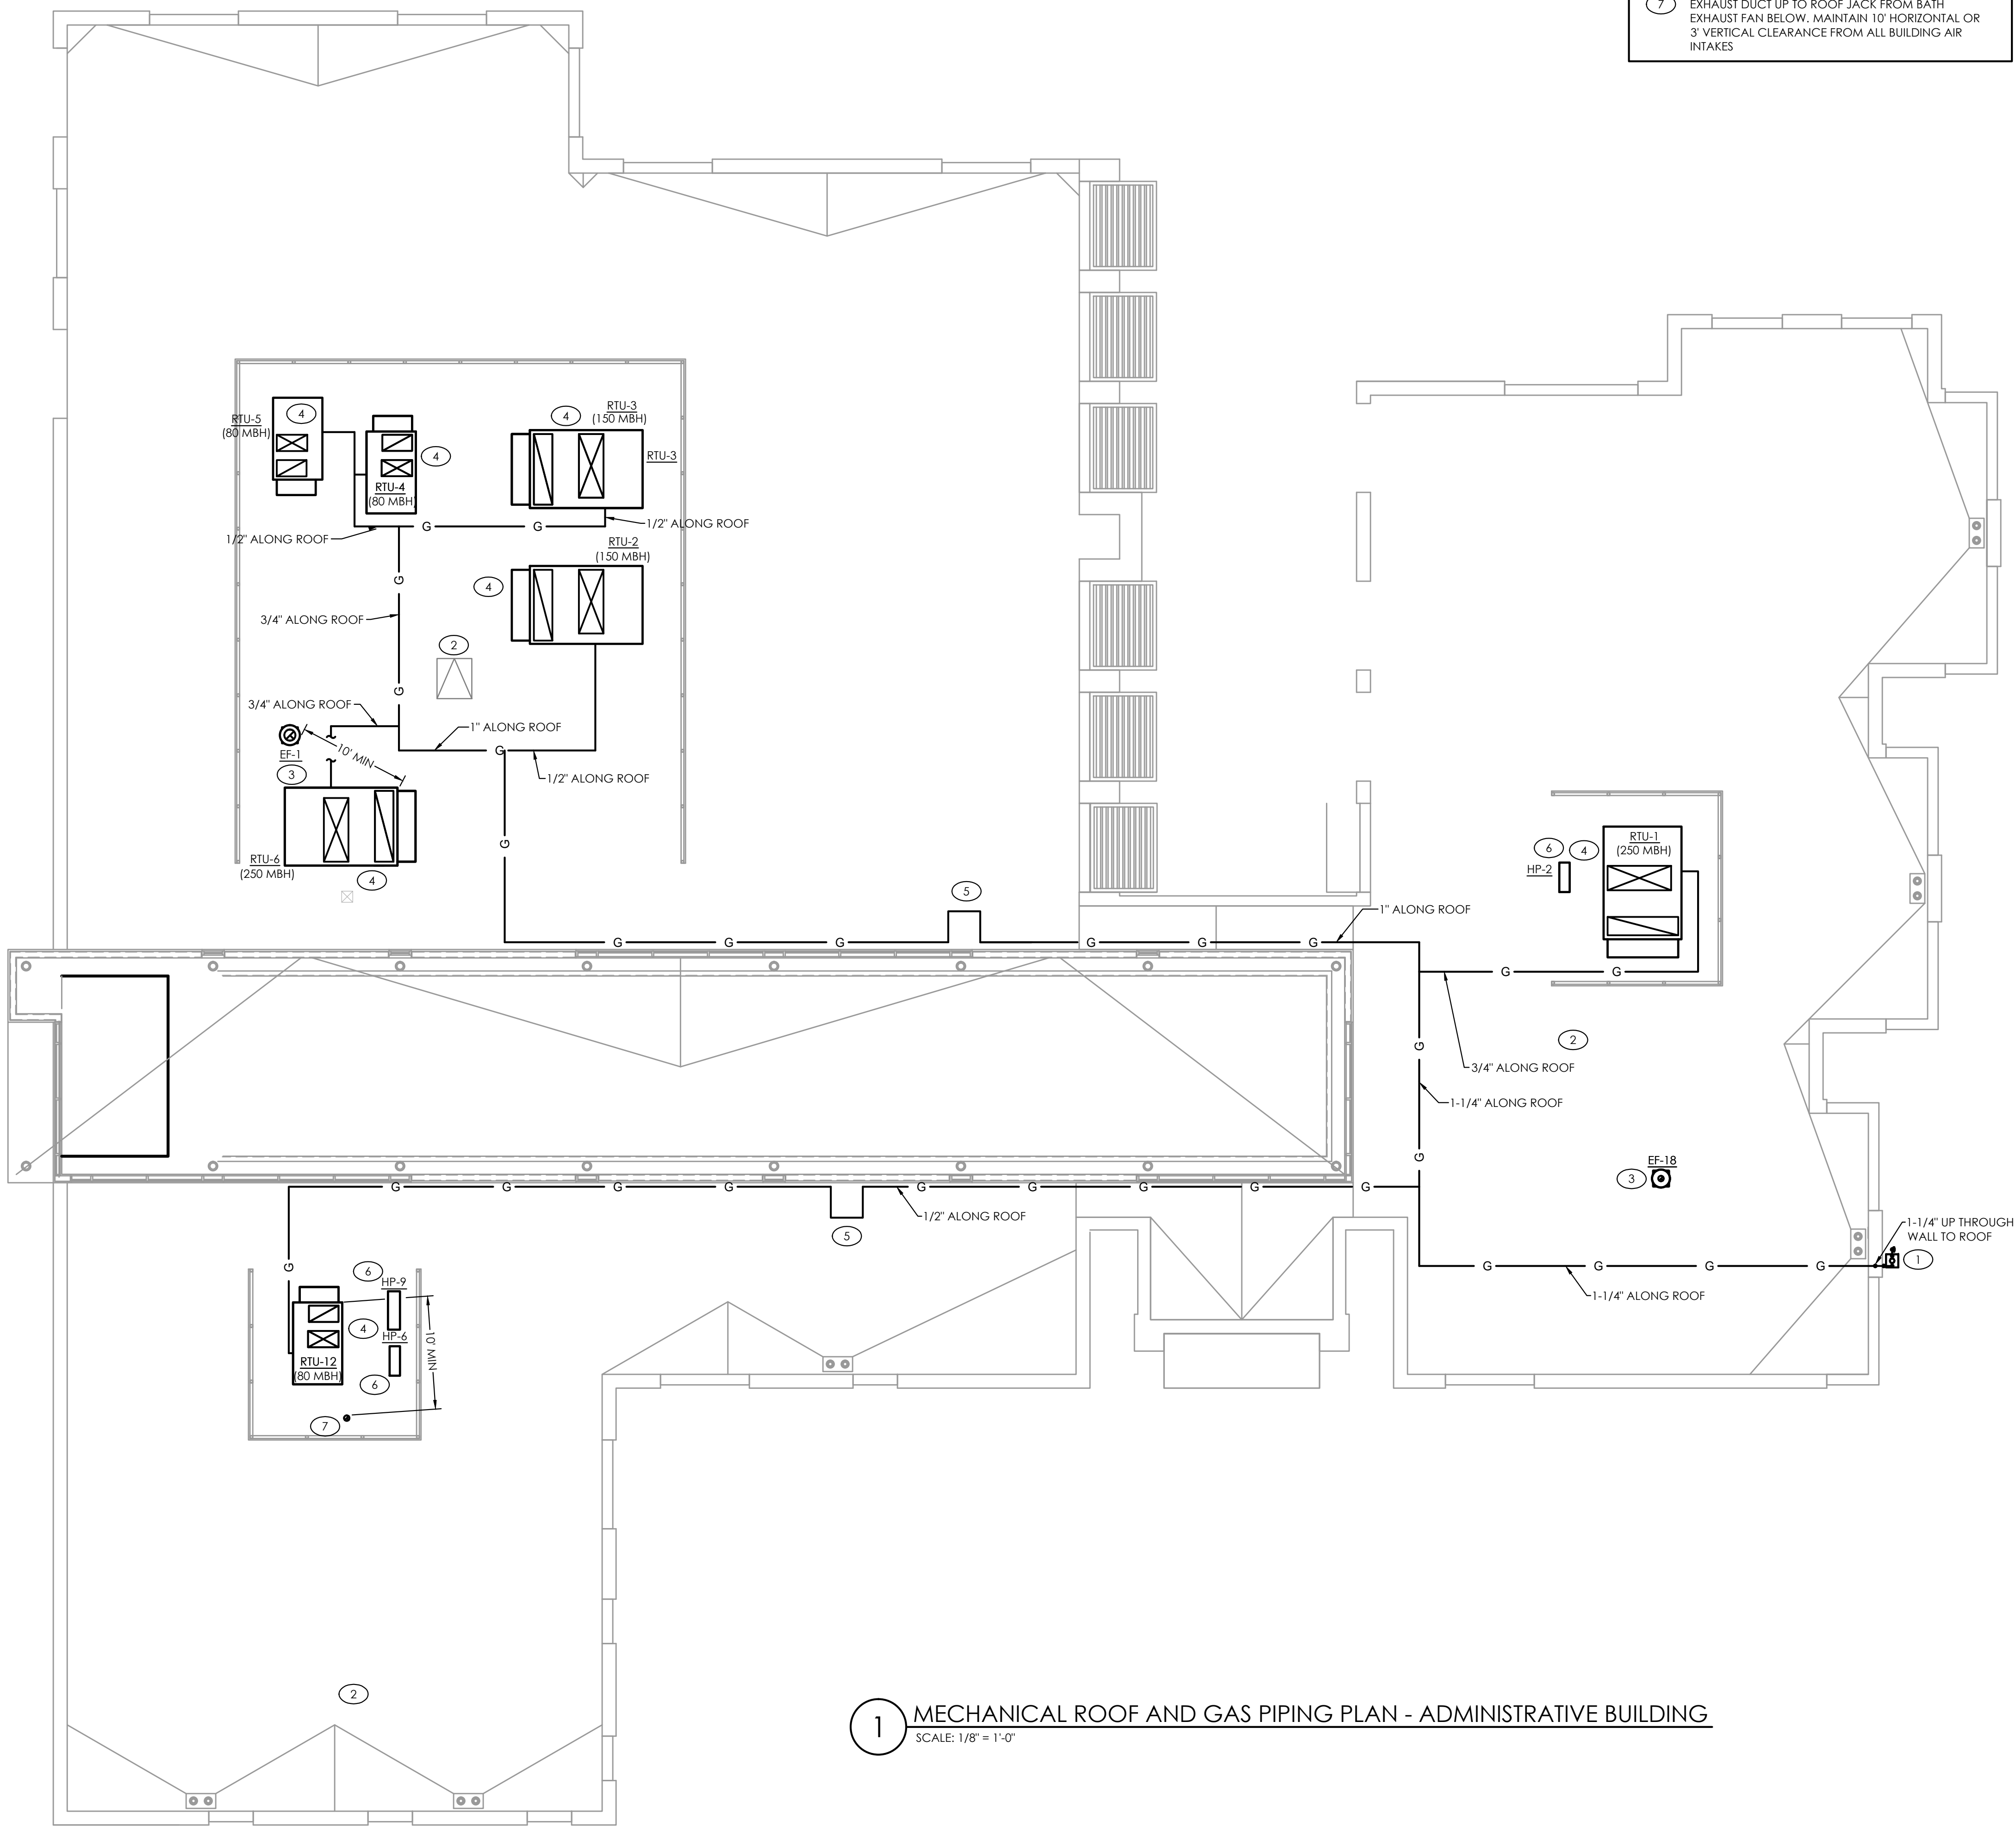 7
EXHAUST DUCT UP TO ROOF JACK FROM BATH
EXHAUST FAN BELOW. MAINTAIN 10' HORIZONTAL OR
3' VERTICAL CLEARANCE FROM ALL BUILDING AIR
INTAKES
RTU-5
(80 MBH)
4
RTU-4
(80 MBH)
4
4
RTU-3
(150 MBH)
RTU-3
G
G
1/2" ALONG ROOF
1/2" ALONG ROOF
RTU-2
(150 MBH)
4
G
3/4" ALONG ROOF
2
G
3/4" ALONG ROOF
1" ALONG ROOF
G
1/2" ALONG ROOF
EF-1
3
10' MIN
RTU-6
(250 MBH)
4
G
5
G
G
G
G
G
G
1" ALONG ROOF
6
4
HP-2
RTU-1
(250 MBH)
G
G
2
G
3/4" ALONG ROOF
1-1/4" ALONG ROOF
G
EF-18
3
G
G
G
G
G
G
G
G
G
1/2" ALONG ROOF
5
1-1/4" UP THROUGH
WALL TO ROOF
1
G
G
G
G
1-1/4" ALONG ROOF
G
6
HP-9
4
HP-6
10' MIN
RTU-12
(80 MBH)
6
7
2
1
MECHANICAL ROOF AND GAS PIPING PLAN - ADMINISTRATIVE BUILDING
SCALE: 1/8" = 1'-0"